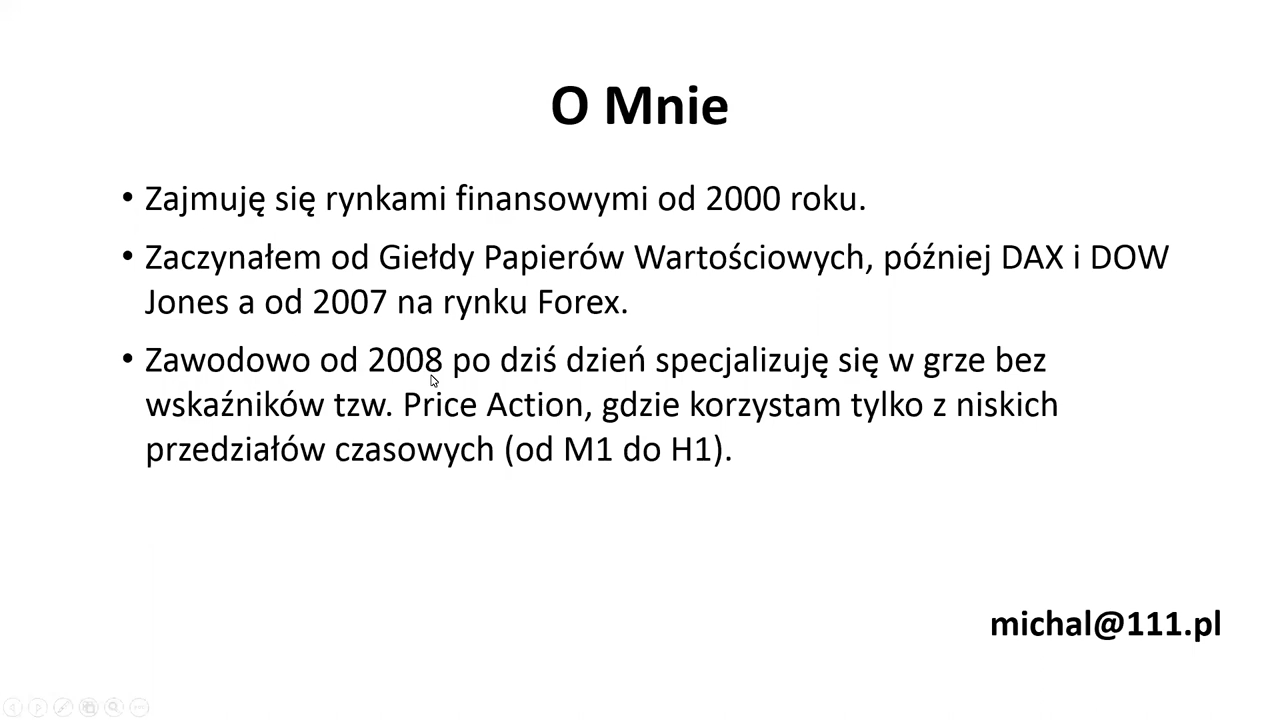 O Mnie
• Zajmuję się rynkami finansowymi od 2000 roku.
• Zaczynałem od Giełdy Papierów Wartościowych, później DAX i DOW
Jones a od 2007 na rynku Forex.
• Zawodowo od 2008 po dziś dzień specjalizuję się w grze bez
wskaźników tzw. Price Action, gdzie korzystam tylko z niskich
przedziałów czasowych (od M1 do H1).
michal@111.pl